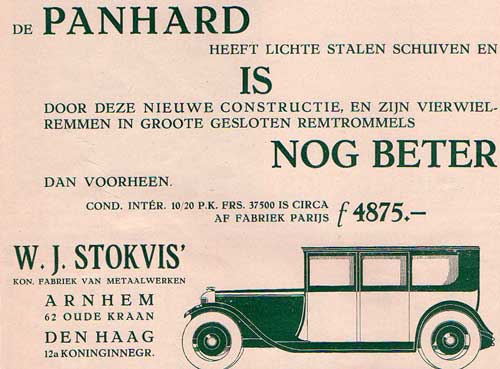 DE PANHARD
HEEFT LICHTE STALEN SCHUIVEN EN
IS
DOOR DEZE NIEUWE CONSTRUCTIE, EN ZIJN VIERWIEL-
REMMEN IN GROOTE GESLOTEN REMTROMMELS
NOG BETER
DAN VOORHEEN.
COND. INTÉR. 10/20 P.K. FRS. 37500 IS CIRCA
AF FABRIEK PARIJS f 4875.–
W. J. STOKVIS'
KON. FABRIEK VAN METAALWERKEN
ARNHEM
62 OUDE KRAAN
DEN HAAG
12a KONINGINNEGR.